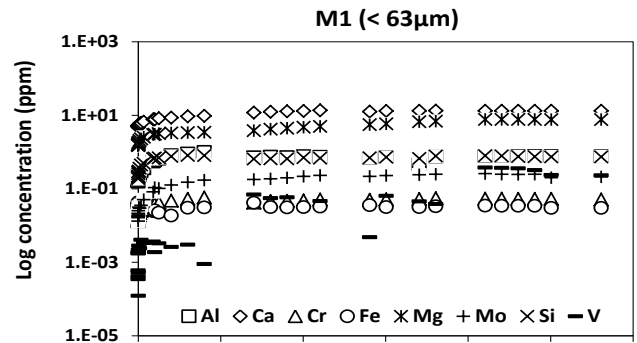 M1 (< 63µm)
1.E+03
1.E+01
1.E-01
1.E-03
1.E-05
Log concentration (ppm)
Al Ca Cr Fe Mg Mo Si V